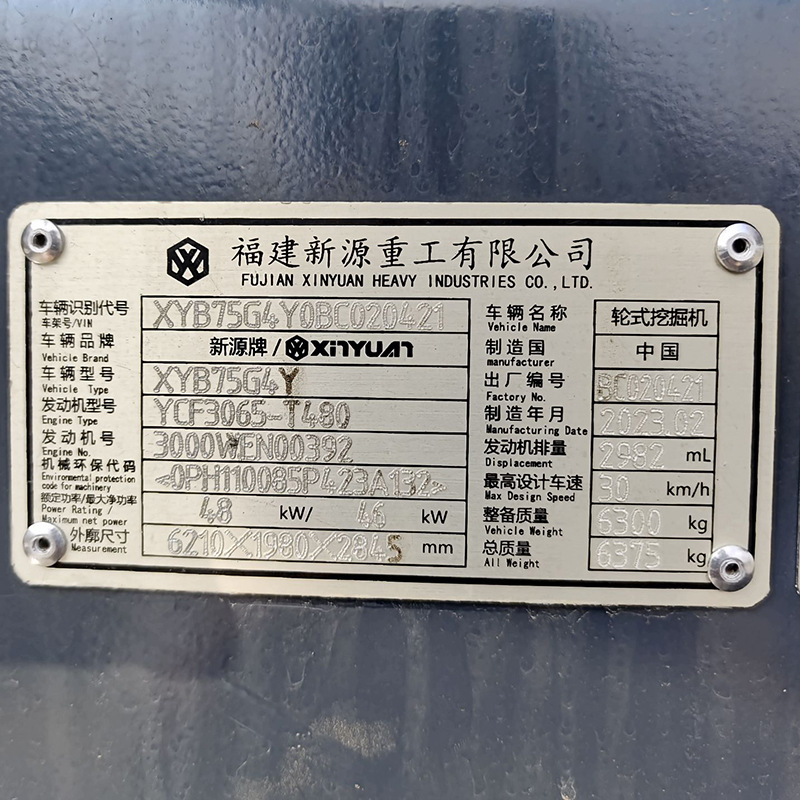 福建新源重工有限公司
FUJIAN XINYUAN HEAVY INDUSTRIES CO.,LTD.
车辆识别代号 车架号/VIN XYB75G4Y0BC020421
车辆品牌 Vehicle Brand 新源牌/XINYUAN
车辆型号 Vehicle Type XYB75G4Y
发动机型号 Engine Type YCF3065-T480
发动机号 Engine No. 3000WEN00392
机械环保代码 Environmental protection code for machinery <0PH110085P423A132>
额定功率/最大净功率 Power Rating / Maximum net power 48 kW/ 46 kW
外廓尺寸 Measurement 6210X1980X2845 mm
车辆名称 Vehicle Name 轮式挖掘机
制造国 manufacturer 中国
出厂编号 Factory No. BC020421
制造年月 Manufacturing Date 2023.02
发动机排量 Displacement 2982 mL
最高设计车速 Max Design Speed 30 km/h
整备质量 Vehicle Weight 6300 kg
总质量 All Weight 6375 kg